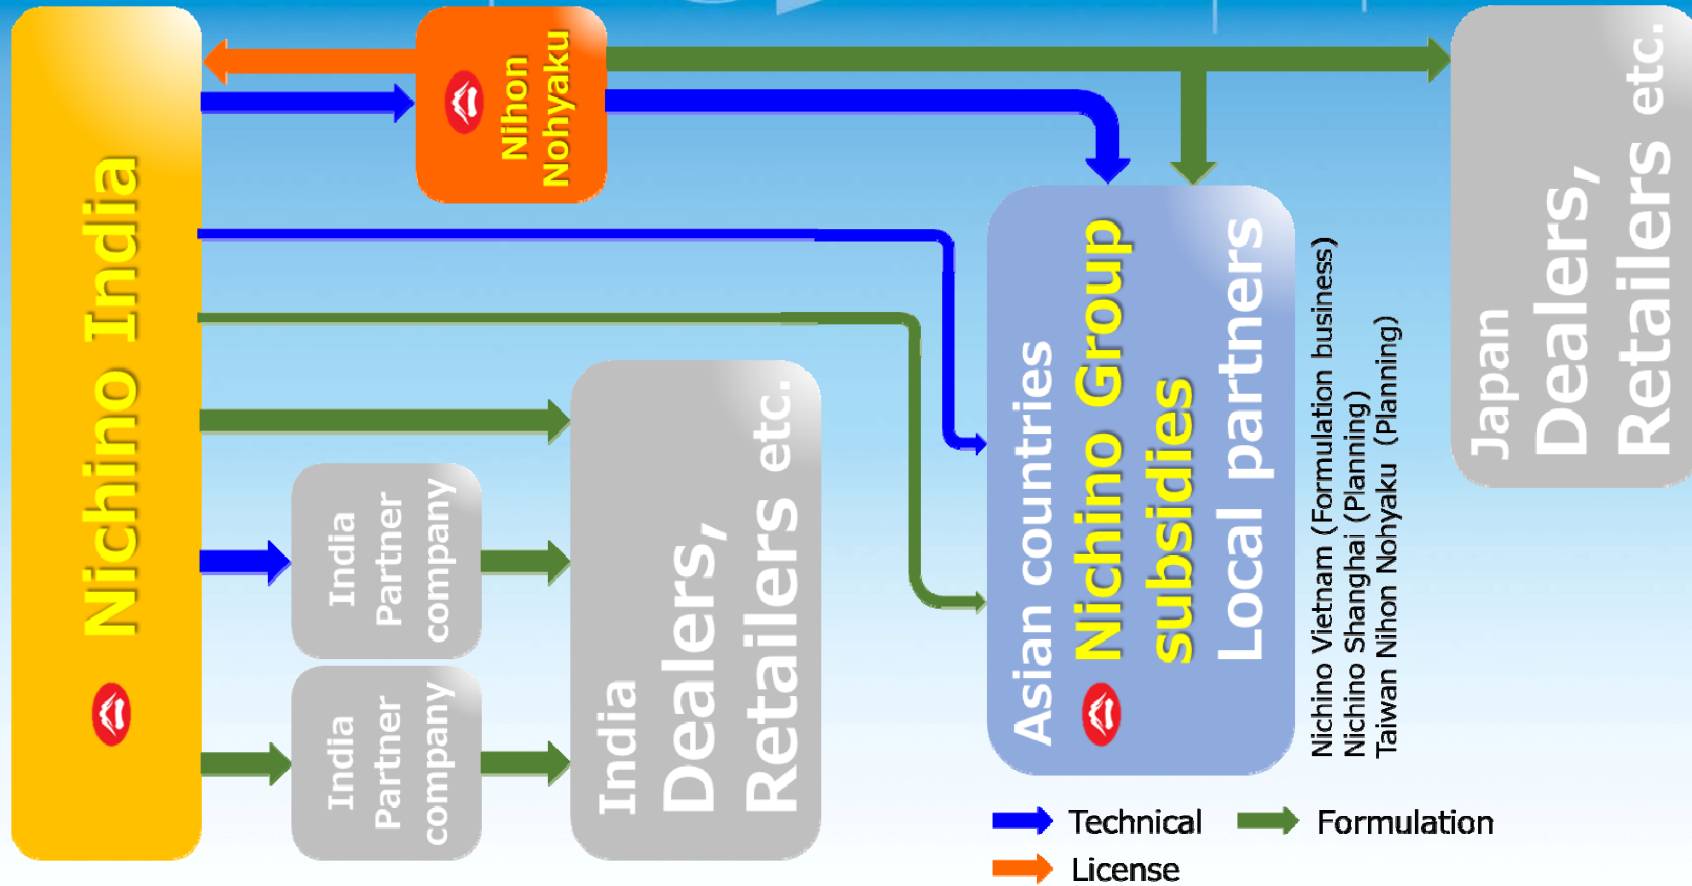 Nichino India
Nihon
Nohyaku
India
Partner
company
India
Partner
company
India
Dealers,
Retailers etc.
Asian countries
Nichino Group
subsidies
Local partners
Nichino Vietnam (Formulation business)
Nichino Shanghai (Planning)
Taiwan Nihon Nohyaku (Planning)
Japan
Dealers,
Retailers etc.
Technical
Formulation
License